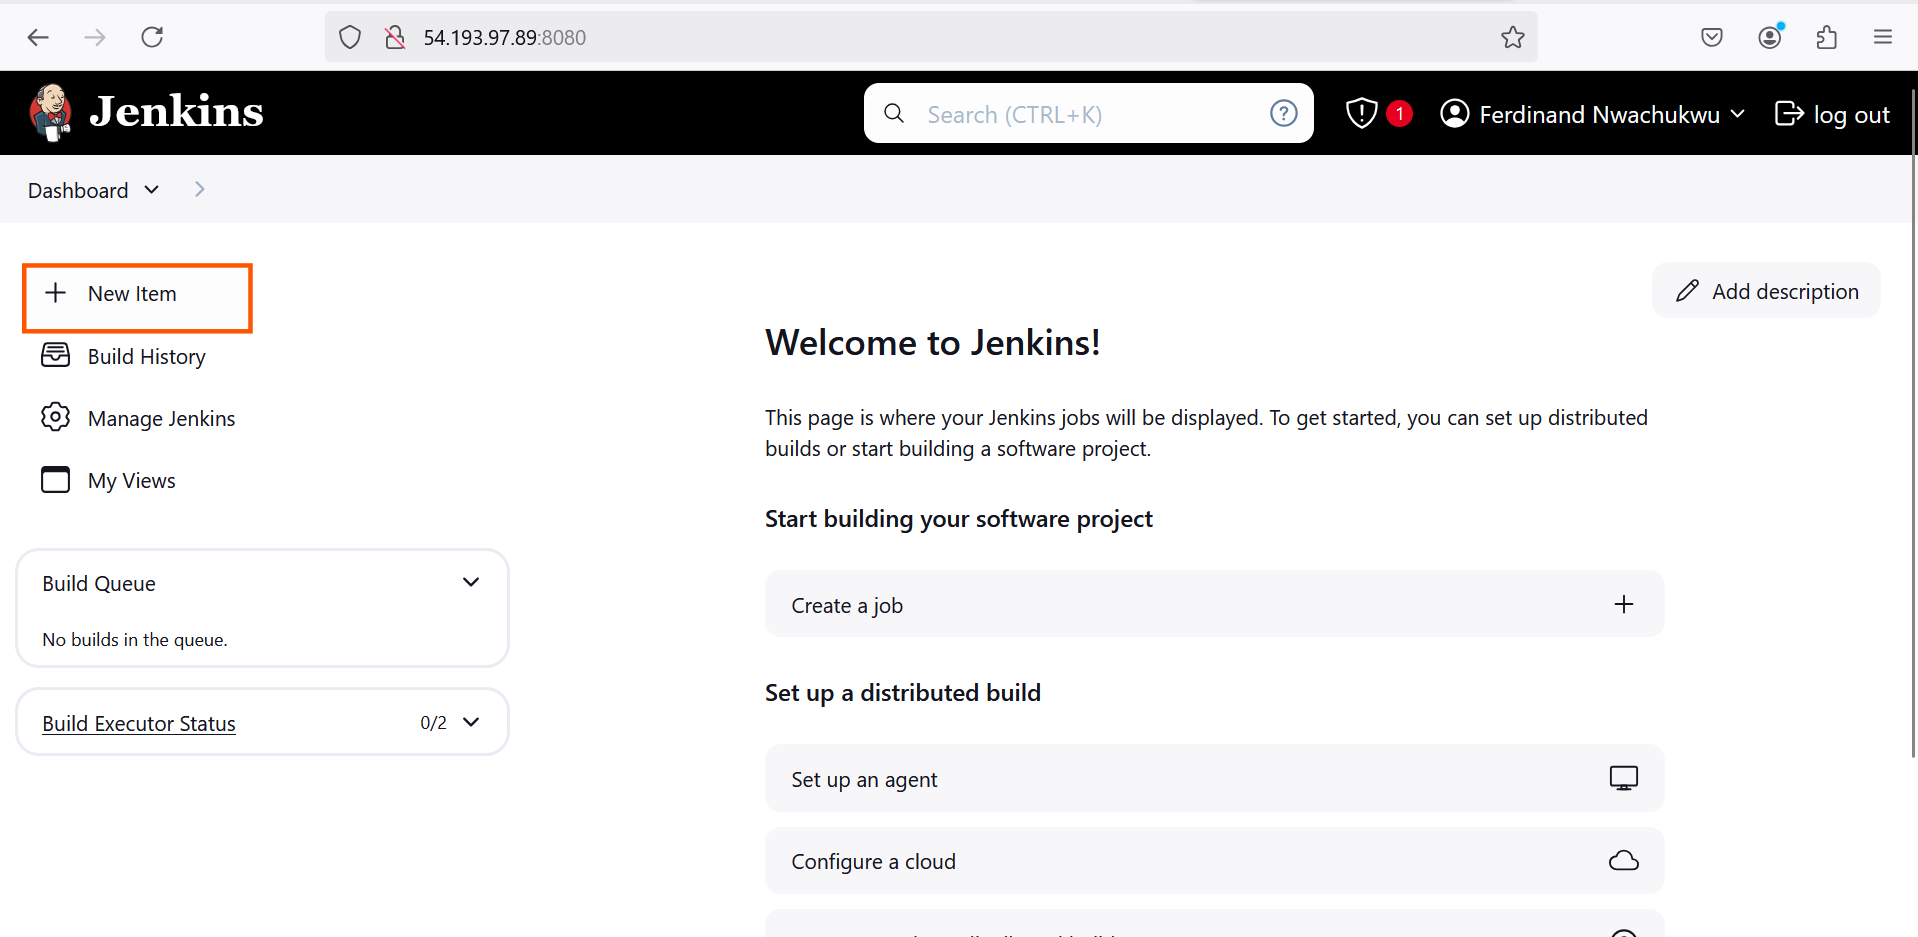 54.193.97.89:8080
Jenkins
Search (CTRL+K)
?
1
Ferdinand Nwachukwu
log out
Dashboard
New Item
Add description
Build History
Manage Jenkins
My Views
Build Queue
No builds in the queue.
Build Executor Status
0/2
Welcome to Jenkins!
This page is where your Jenkins jobs will be displayed. To get started, you can set up distributed
builds or start building a software project.
Start building your software project
Create a job
Set up a distributed build
Set up an agent
Configure a cloud